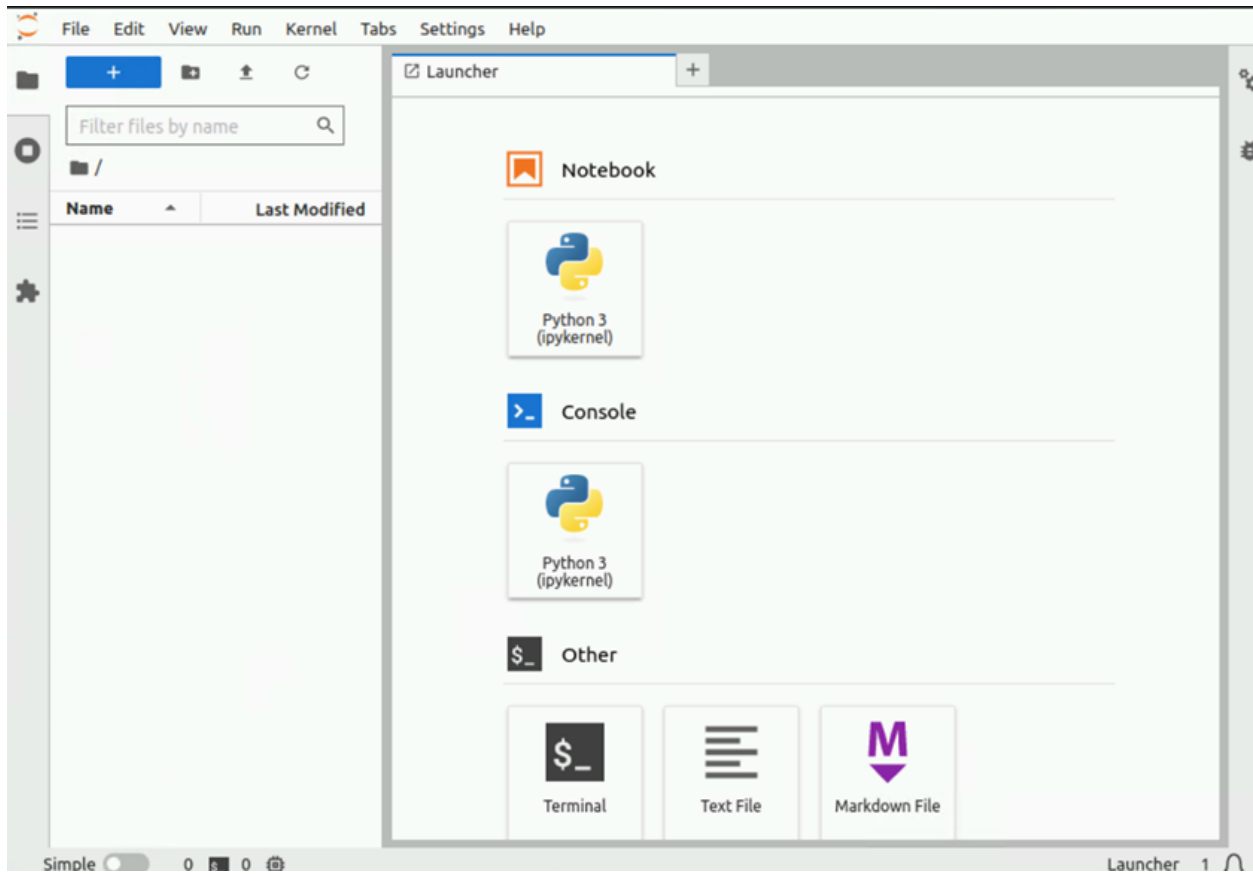 File Edit View Run Kernel Tabs Settings Help
+
Launcher
+
Filter files by name
/
Name Last Modified
Notebook
Python 3
(ipykernel)
>_ Console
Python 3
(ipykernel)
$_ Other
$_
M
Terminal
Text File
Markdown File
Simple 0 $_ 0 Launcher 1